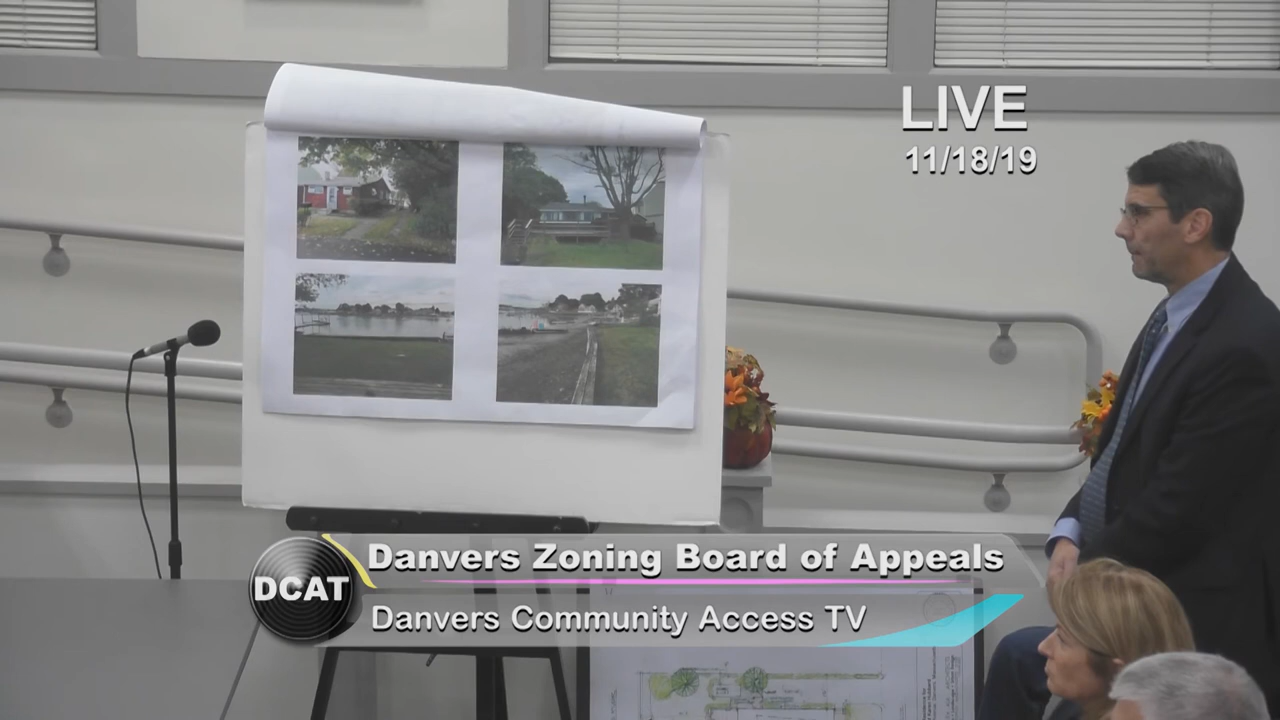 LIVE
11/18/19
Danvers Zoning Board of Appeals
DCAT
Danvers Community Access TV